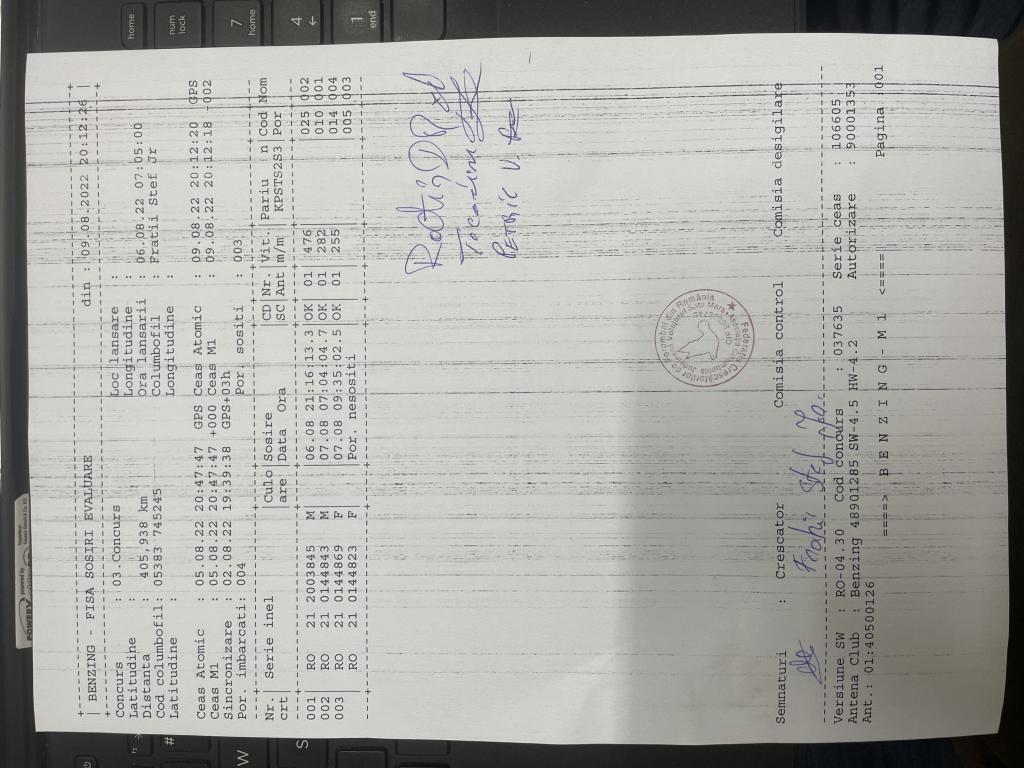 BENZING - FISA SOSIRI EVALUARE din : 09.08.2022 20:12:26
Concurs : 03.Concurs Loc lansare :
Latitudine : Longitudine :
Distanta : 405,938 km Ora lansarii : 06.08.22 07:05:00
Cod columbofil: 05383 745245 Columbofil : Fratii Stef Jr
Latitudine : Longitudine :
Ceas Atomic : 05.08.22 20:47:47 GPS Ceas Atomic : 09.08.22 20:12:20 GPS
Ceas M1 : 05.08.22 20:47:47 +000 Ceas M1 : 09.08.22 20:12:18 -002
Sincronizare : 02.08.22 19:39:38 GPS+03h
Por. imbarcati: 004 Por. sositi : 003
Nr| Serie inel |Culo|Sosire |CD|Nr.|Vit.|Pariu n|Cod|Nom
crt| |are |Data Ora |SC|Ant|m/m| KPSTS2S3|Por|
001 RO 21 2003845 M 06.08 21:16:13.3 OK 01 476 025 002
002 RO 21 0144843 M 07.08 07:04:04.7 OK 01 282 010 001
003 RO 21 0144869 F 07.08 09:35:02.5 OK 01 255 014 004
RO 21 0144823 F Por. nesositi 005 003
Semnaturi : Crescator Comisia control Comisia desigilare
Versiune SW : RO-04.30 Cod concurs : 037635 Serie ceas : 106605
Antena Club : Benzing 48901285 SW-4.5 HW-4.2 Autorizare : 90001353
Ant.: 01:40500126
====> B E N Z I N G - M 1 <==== Pagina :001
home
num lock
7
home
4
1
end
#
W
S